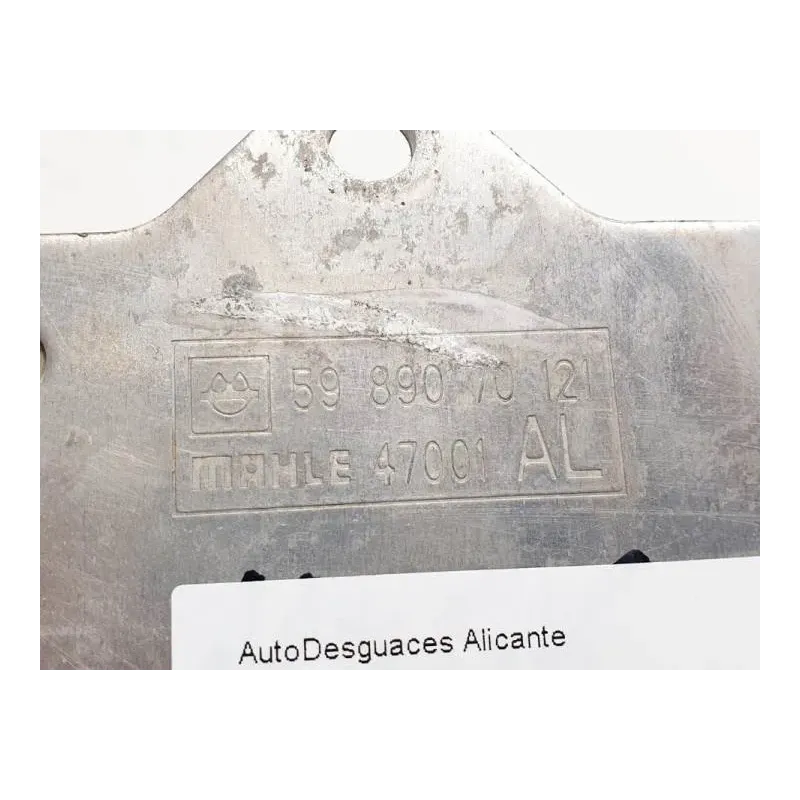 59 890 70 121
MAHLE 47001 AL
AutoDesguaces Alicante